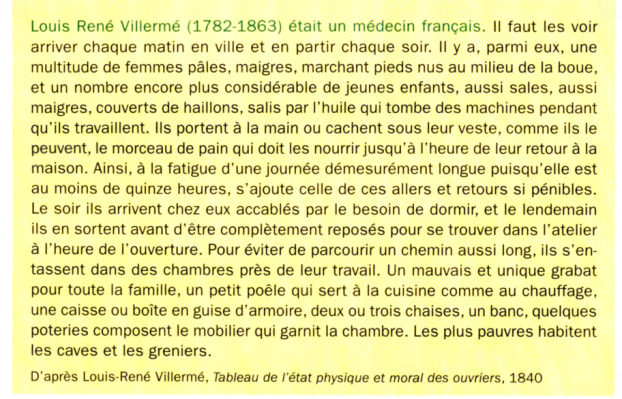 Louis René Villermé (1782-1863) était un médecin français. Il faut les voir
arriver chaque matin en ville et en partir chaque soir. Il y a, parmi eux, une
multitude de femmes pâles, maigres, marchant pieds nus au milieu de la boue,
et un nombre encore plus considérable de jeunes enfants, aussi sales, aussi
maigres, couverts de haillons, salis par l'huile qui tombe des machines pendant
qu'ils travaillent. Ils portent à la main ou cachent sous leur veste, comme ils le
peuvent, le morceau de pain qui doit les nourrir jusqu'à l'heure de leur retour à la
maison. Ainsi, à la fatigue d'une journée démesurément longue puisqu'elle est
au moins de quinze heures, s'ajoute celle de ces allers et retours si pénibles.
Le soir ils arrivent chez eux accablés par le besoin de dormir, et le lendemain
ils en sortent avant d'être complètement reposés pour se trouver dans l'atelier
à l'heure de l'ouverture. Pour éviter de parcourir un chemin aussi long, ils s'en-
tassent dans des chambres près de leur travail. Un mauvais et unique grabat
pour toute la famille, un petit poêle qui sert à la cuisine comme au chauffage,
une caisse ou boîte en guise d'armoire, deux ou trois chaises, un banc, quelques
poteries composent le mobilier qui garnit la chambre. Les plus pauvres habitent
les caves et les greniers.
D'après Louis-René Villermé, Tableau de l'état physique et moral des ouvriers, 1840